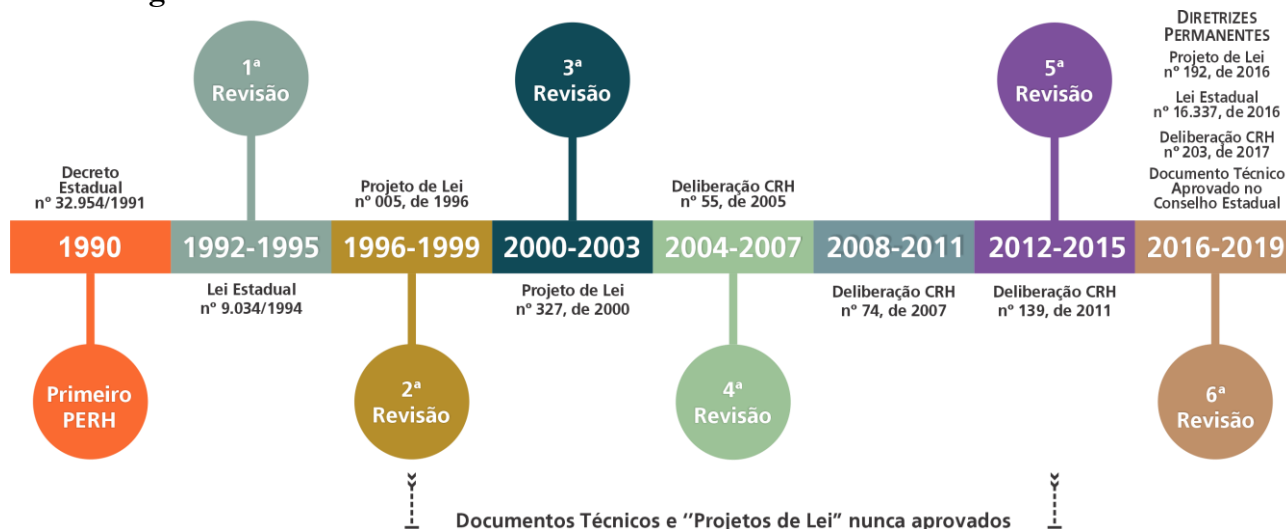 1ª
Revisão
3ª
Revisão
5ª
Revisão
DIRETRIZES
PERMANENTES
Projeto de Lei
nº 192, de 2016
Lei Estadual
nº 16.337, de 2016
Deliberação CRH
nº 203, de 2017
Documento Técnico
Aprovado no
Conselho Estadual
Decreto
Estadual
nº 32.954/1991
Projeto de Lei
nº 005, de 1996
Deliberação CRH
nº 55, de 2005
1990
1992-1995
1996-1999
2000-2003
2004-2007
2008-2011
2012-2015
2016-2019
Lei Estadual
nº 9.034/1994
Projeto de Lei
nº 327, de 2000
Deliberação CRH
nº 74, de 2007
Deliberação CRH
nº 139, de 2011
Primeiro
PERH
2ª
Revisão
4ª
Revisão
6ª
Revisão
Documentos Técnicos e ‘‘Projetos de Lei” nunca aprovados